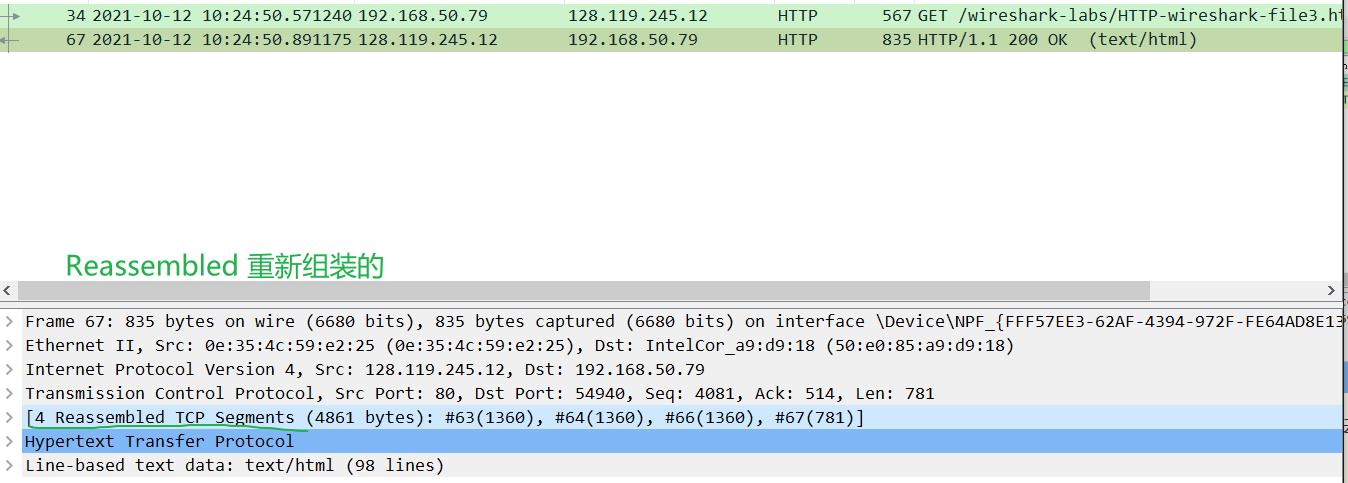 34 2021-10-12 10:24:50.571240 192.168.50.79 128.119.245.12 HTTP 567 GET /wireshark-labs/HTTP-wireshark-file3.ht
67 2021-10-12 10:24:50.891175 128.119.245.12 192.168.50.79 HTTP 835 HTTP/1.1 200 OK (text/html)
Reassembled 重新组装的
Frame 67: 835 bytes on wire (6680 bits), 835 bytes captured (6680 bits) on interface \Device\NPF_{FFF57EE3-62AF-4394-972F-FE64AD8E13
Ethernet II, Src: 0e:35:4c:59:e2:25 (0e:35:4c:59:e2:25), Dst: IntelCor_a9:d9:18 (50:e0:85:a9:d9:18)
Internet Protocol Version 4, Src: 128.119.245.12, Dst: 192.168.50.79
Transmission Control Protocol, Src Port: 80, Dst Port: 54940, Seq: 4081, Ack: 514, Len: 781
[4 Reassembled TCP Segments (4861 bytes): #63(1360), #64(1360), #66(1360), #67(781)]
Hypertext Transfer Protocol
Line-based text data: text/html (98 lines)